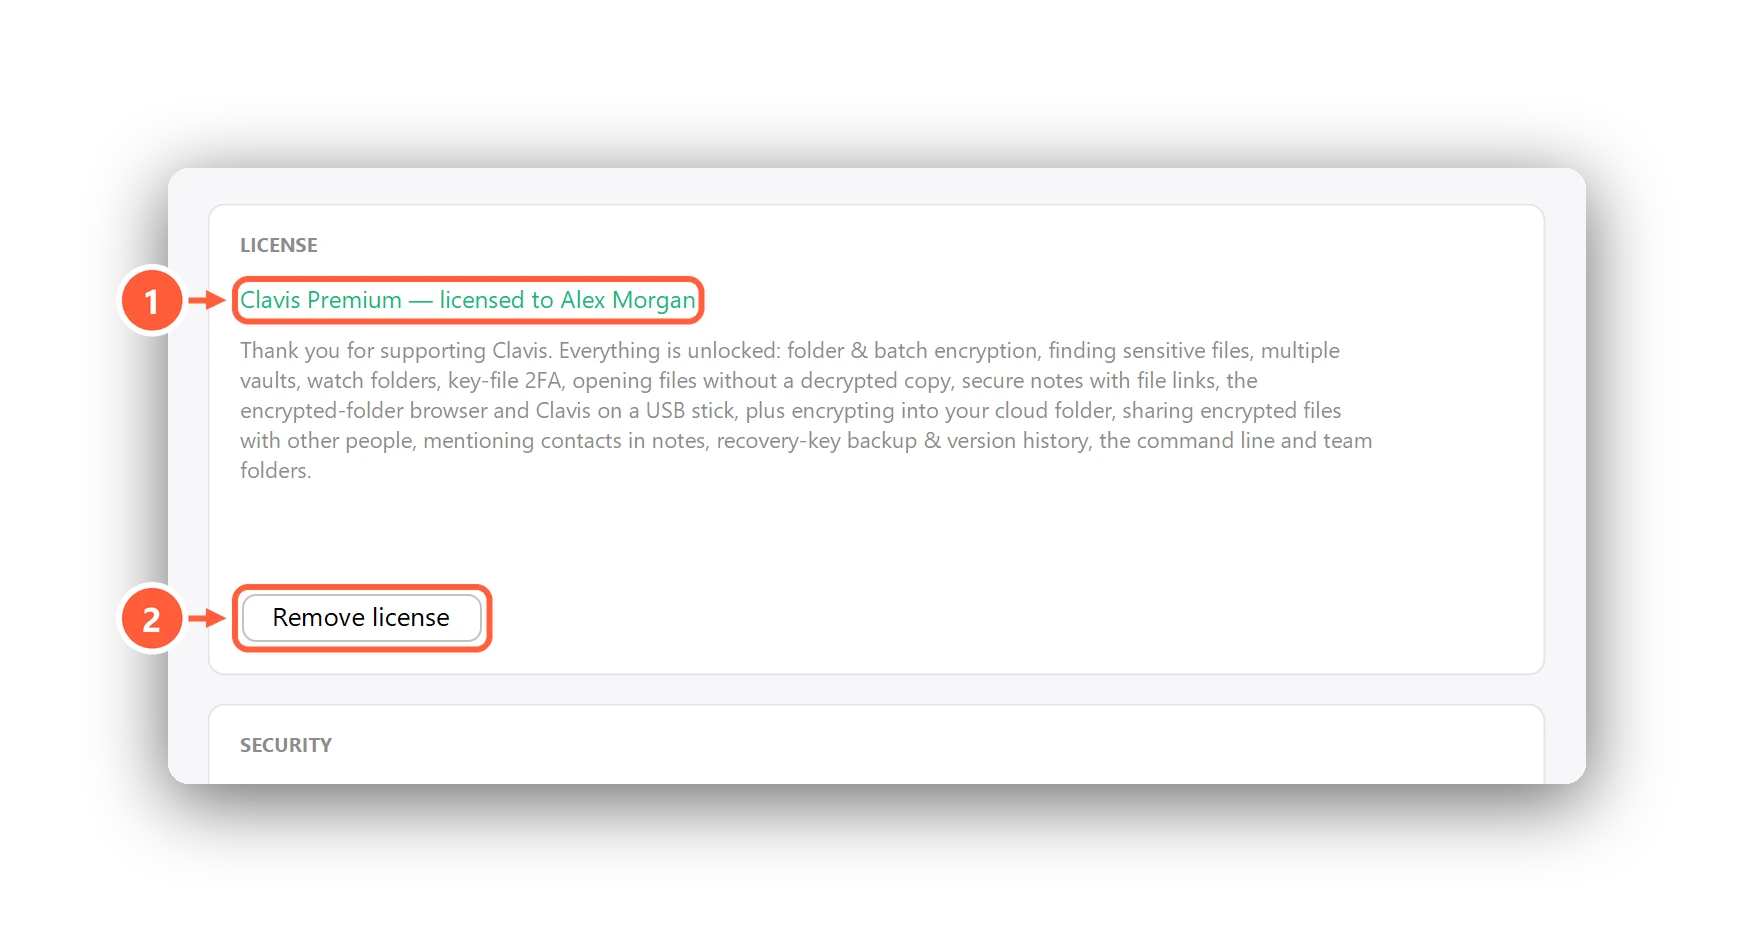 LICENSE
1
Clavis Premium — licensed to Alex Morgan
Thank you for supporting Clavis. Everything is unlocked: folder & batch encryption, finding sensitive files, multiple
vaults, watch folders, key-file 2FA, opening files without a decrypted copy, secure notes with file links, the
encrypted-folder browser and Clavis on a USB stick, plus encrypting into your cloud folder, sharing encrypted files
with other people, mentioning contacts in notes, recovery-key backup & version history, the command line and team
folders.
2
Remove license
SECURITY